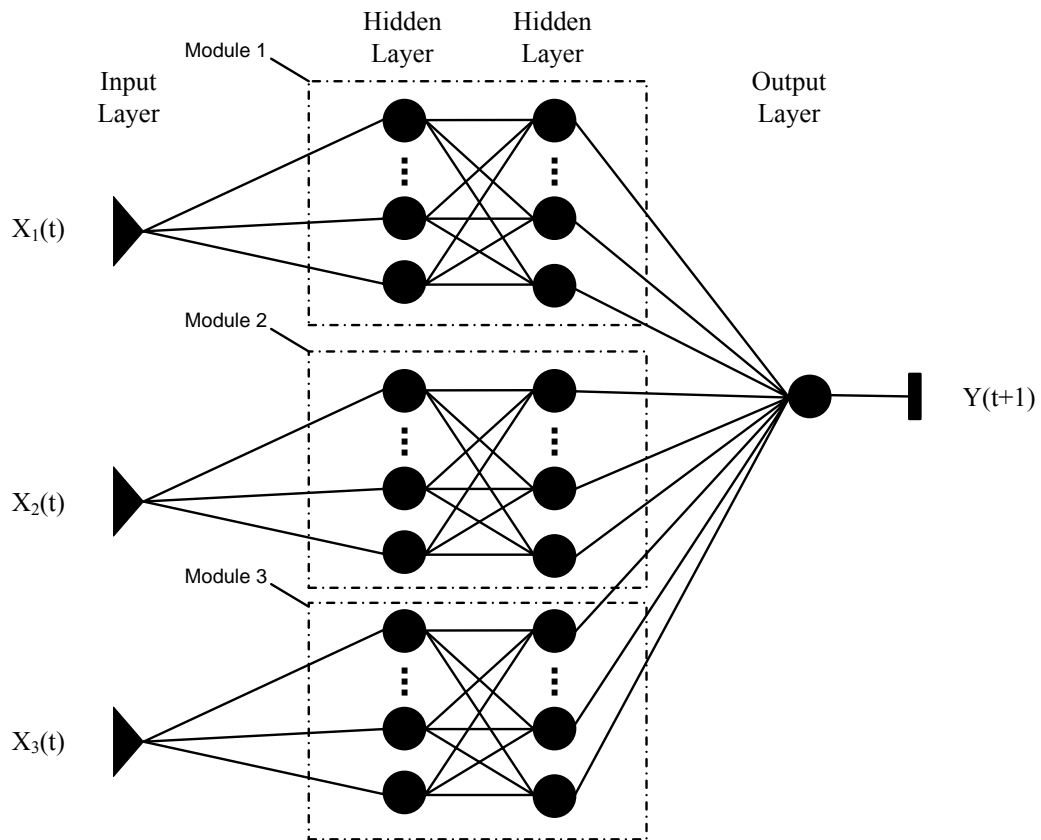 Hidden
Layer
Hidden
Layer
Module 1
Input
Layer
Output
Layer
X₁(t)
Module 2
Y(t+1)
X₂(t)
Module 3
X₃(t)